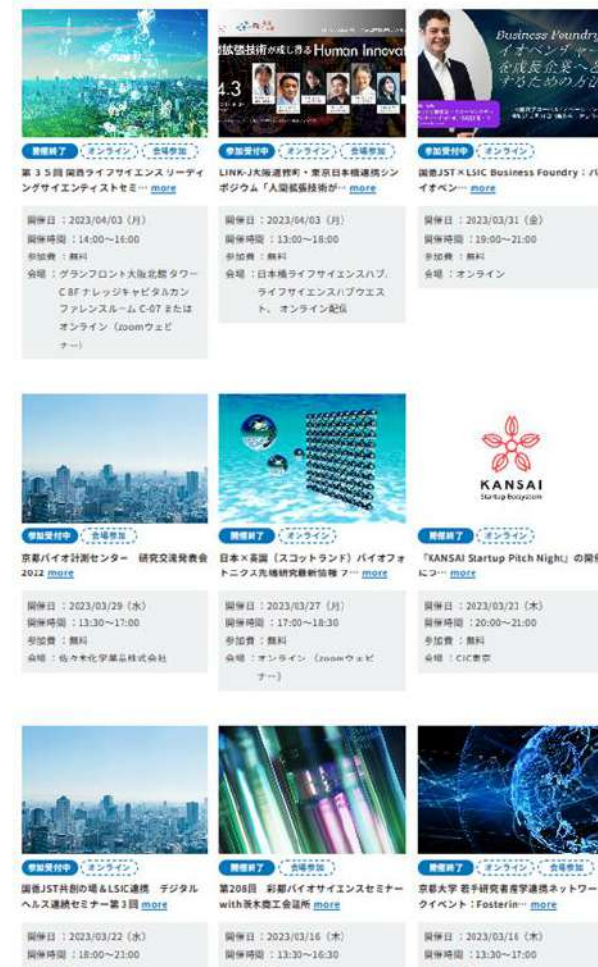 拡張技術が成し得る Human Innovat
4.3
Business Foundry
イオベンチャー
を成長企業へと
するための方法
開催終了 オンライン 会場参加
第35回 関西ライフサイエンス リーディ
ングサイエンティストセミ… more
開催日 : 2023/04/03（月）
開催時間 : 14:00～16:00
参加費 : 無料
会場 : グランフロント大阪北館 タワー
C 8F ナレッジキャピタルカン
ファレンスルーム C-07 または
オンライン（zoomウェビ
ナー）
参加受付中 オンライン 会場参加
LINK-J大阪道修町・東京日本橋連携シン
ポジウム「人間拡張技術が… more
開催日 : 2023/04/03（月）
開催時間 : 13:00～18:00
参加費 : 無料
会場 : 日本橋ライフサイエンスハブ、
ライフサイエンスハブウエス
ト、 オンライン配信
参加受付中 オンライン
国循JST×LSIC Business Foundry：バ
イオベン… more
開催日 : 2023/03/31（金）
開催時間 : 19:00～21:00
参加費 : 無料
会場 : オンライン
KANSAI
Startup Ecosystem
参加受付中 会場参加
京都バイオ計測センター 研究交流発表会
2022 more
開催日 : 2023/03/29（水）
開催時間 : 13:30～17:00
参加費 : 無料
会場 : 佐々木化学薬品株式会社
開催終了 オンライン
日本×英国（スコットランド）バイオフォ
トニクス先端研究最新情報 フ… more
開催日 : 2023/03/27（月）
開催時間 : 17:00～18:30
参加費 : 無料
会場 : オンライン （zoomウェビ
ナー）
開催終了 オンライン
「KANSAI Startup Pitch Night」の開催
につ… more
開催日 : 2023/03/23（木）
開催時間 : 20:00～21:00
参加費 : 無料
会場 : CIC東京
参加受付中 オンライン
国循JST共創の場＆LSIC連携 デジタル
ヘルス連続セミナー第3回 more
開催日 : 2023/03/22（水）
開催時間 : 18:00～21:00
開催終了 会場参加
第208回 彩都バイオサイエンスセミナー
with茨木商工会議所 more
開催日 : 2023/03/16（木）
開催時間 : 13:30～16:30
開催終了 オンライン 会場参加
京都大学 若手研究者産学連携ネットワー
クイベント：Fosterin… more
開催日 : 2023/03/16（木）
開催時間 : 13:30～17:00